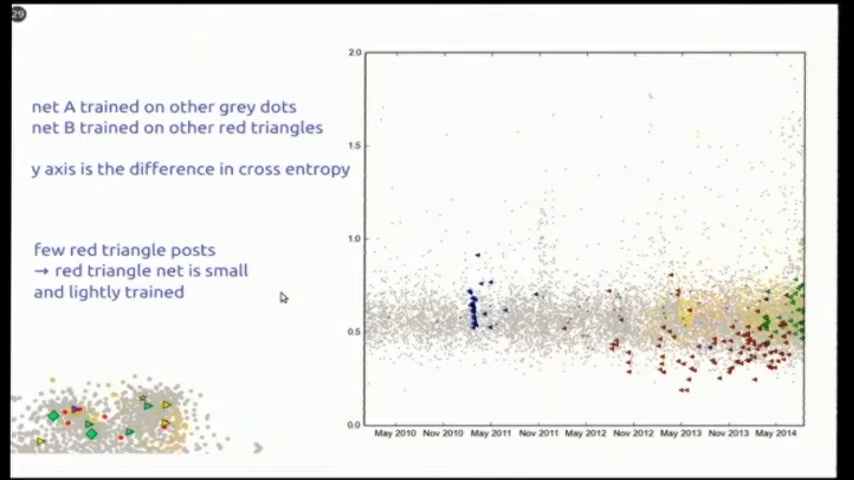 29
net A trained on other grey dots
net B trained on other red triangles
y axis is the difference in cross entropy
few red triangle posts
→ red triangle net is small
and lightly trained
2.0
1.5
1.0
0.5
0.0
May 2010 Nov 2010 May 2011 Nov 2011 May 2012 Nov 2012 May 2013 Nov 2013 May 2014